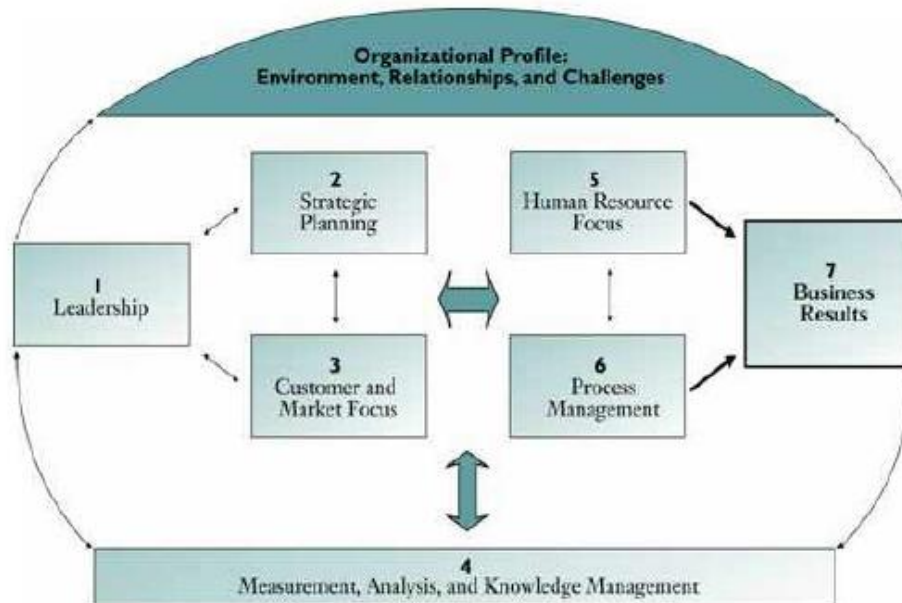 Organizational Profile:
Environment, Relationships, and Challenges
2
Strategic
Planning
5
Human Resource
Focus
1
Leadership
7
Business
Results
3
Customer and
Market Focus
6
Process
Management
4
Measurement, Analysis, and Knowledge Management